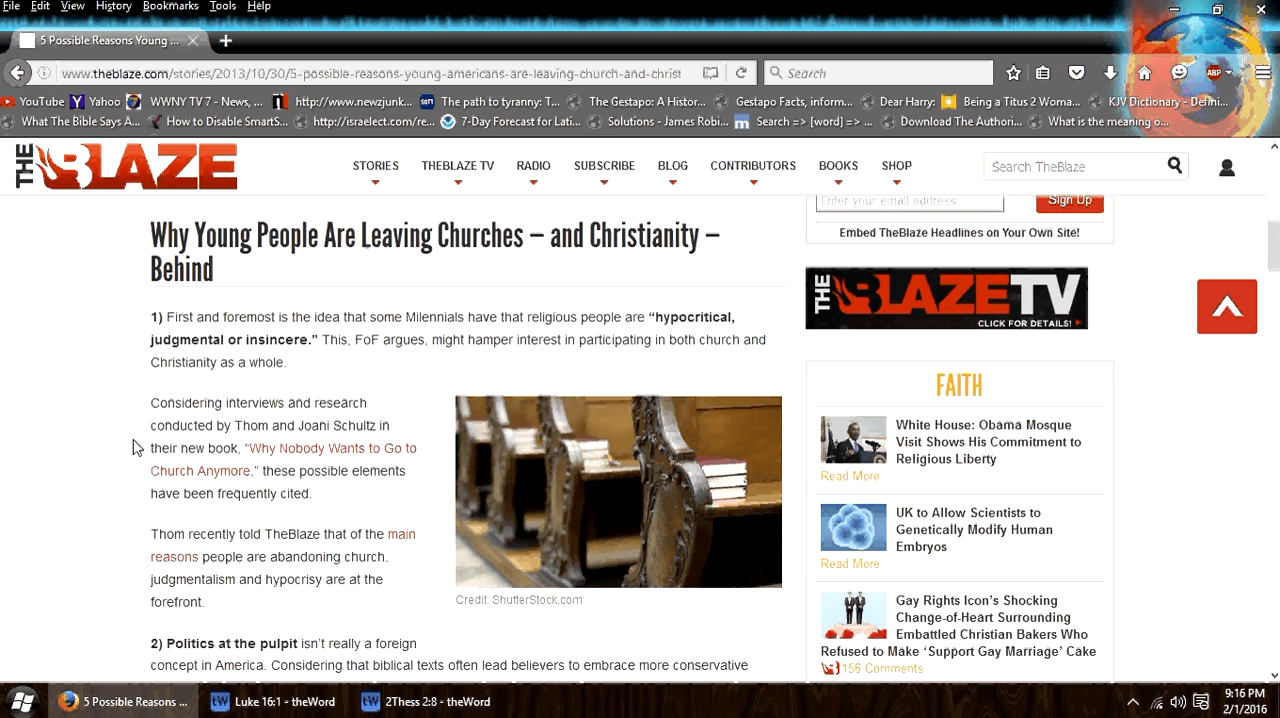 File Edit View History Bookmarks Tools Help
5 Possible Reasons Young ...
www.theblaze.com/stories/2013/10/30/5-possible-reasons-young-americans-are-leaving-church-and-christ
Search
ABP
YouTube Yahoo WWNY TV 7 - News, ... http://www.newzjunk... The path to tyranny: T... The Gestapo: A Histor... Gestapo Facts, inform... Dear Harry: Being a Titus 2 Woma... KJV Dictionary - Defini...
What The Bible Says A... How to Disable SmartS... http://israelect.com/re... 7-Day Forecast for Lati... Solutions - James Robi... Search => [word] => ... Download The Authori... What is the meaning o...
THE BLAZE
STORIES THEBLAZE TV RADIO SUBSCRIBE BLOG CONTRIBUTORS BOOKS SHOP
Search TheBlaze
Why Young People Are Leaving Churches – and Christianity –
Behind
1) First and foremost is the idea that some Milennials have that religious people are “hypocritical,
judgmental or insincere.” This, FoF argues, might hamper interest in participating in both church and
Christianity as a whole.
Considering interviews and research
conducted by Thom and Joani Schultz in
their new book, “Why Nobody Wants to Go to
Church Anymore,” these possible elements
have been frequently cited.
Thom recently told TheBlaze that of the main
reasons people are abandoning church,
judgmentalism and hypocrisy are at the
forefront.
Credit: ShutterStock.com
2) Politics at the pulpit isn’t really a foreign
concept in America. Considering that biblical texts often lead believers to embrace more conservative
Enter your email address
Sign Up
Embed TheBlaze Headlines on Your Own Site!
THE BLAZE TV
CLICK FOR DETAILS!
FAITH
White House: Obama Mosque
Visit Shows His Commitment to
Religious Liberty
Read More
UK to Allow Scientists to
Genetically Modify Human
Embryos
Read More
Gay Rights Icon’s Shocking
Change-of-Heart Surrounding
Embattled Christian Bakers Who
Refused to Make ‘Support Gay Marriage’ Cake
156 Comments
5 Possible Reasons ... Luke 16:1 - theWord 2Thess 2:8 - theWord
9:16 PM
2/1/2016